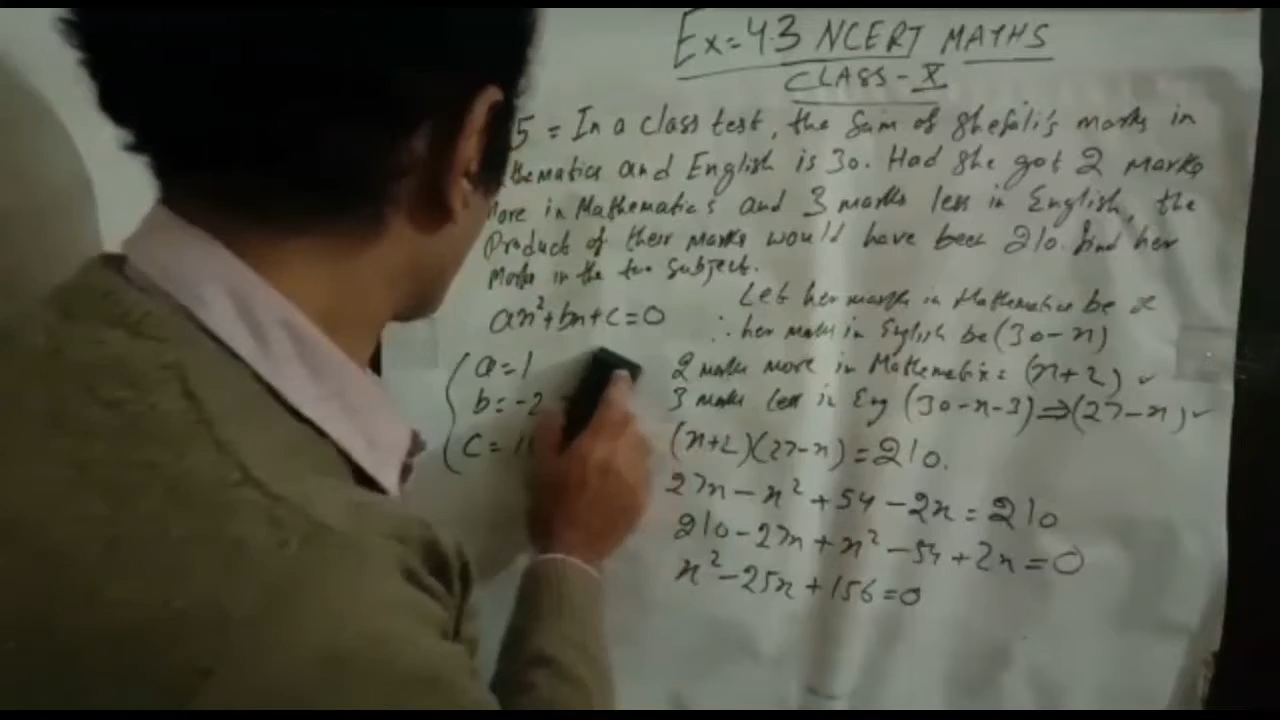 Ex=4.3 NCERT MATHS
CLASS-X
5 = In a class test, the sum of Shefali's marks in
thematics and English is 30. Had she got 2 marks
More in Mathematics and 3 marks less in English, the
Product of their marks would have been 210. find her
Marks in the two subject.
ax²+bx+c=0
a=1
b=-2
c=1
Let her marks in Mathematics be x
∴ her marks in English be (30-x)
2 marks more in Mathematics = (x+2) ✓
3 marks less in Eng (30-x-3)⇒(27-x) ✓
(x+2)(27-x)=210.
27x-x²+54-2x=210
210-27x+x²-54+2x=0
x²-25x+156=0